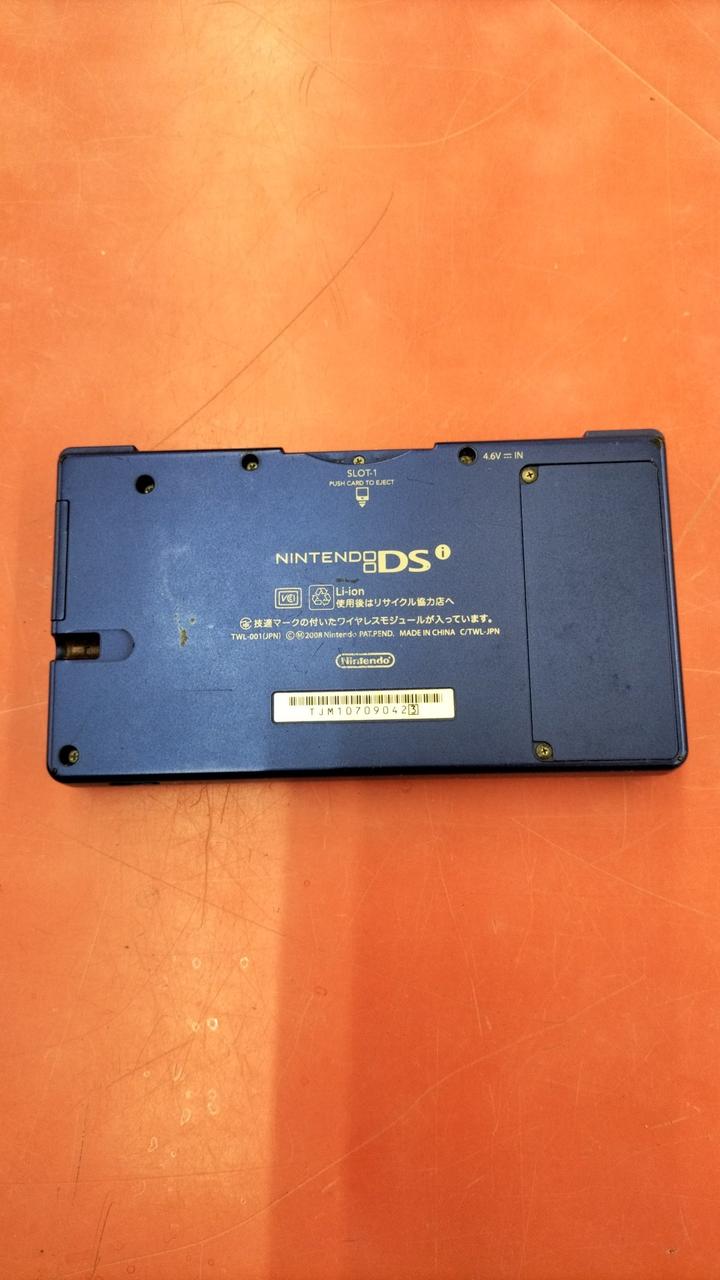 4.6V ⎓ IN
SLOT-1
PUSH CARD TO EJECT
NINTENDO DS i
VCI
Li-ion
使用後はリサイクル協力店へ
技適マークの付いたワイヤレスモジュールが入っています。
TWL-001(JPN) ©Ⓜ2008 Nintendo PAT.PEND. MADE IN CHINA C/TWL-JPN
Nintendo
TJM107090423